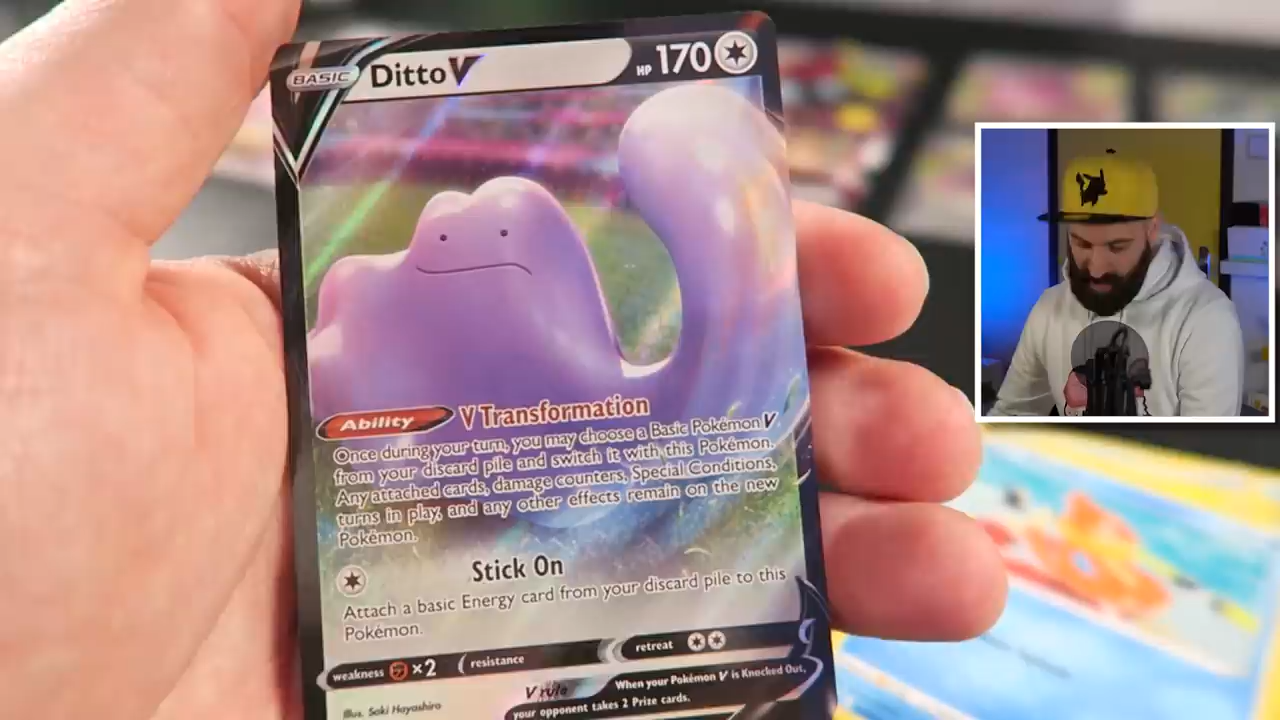 BASIC Ditto V HP 170
Ability V Transformation
Once during your turn, you may choose a Basic Pokémon V
from your discard pile and switch it with this Pokémon.
Any attached cards, damage counters, Special Conditions,
turns in play, and any other effects remain on the new
Pokémon.
Stick On
Attach a basic Energy card from your discard pile to this
Pokémon.
weakness ×2 resistance retreat
V rule When your Pokémon V is Knocked Out,
your opponent takes 2 Prize cards.
Illus. Saki Hayashiro